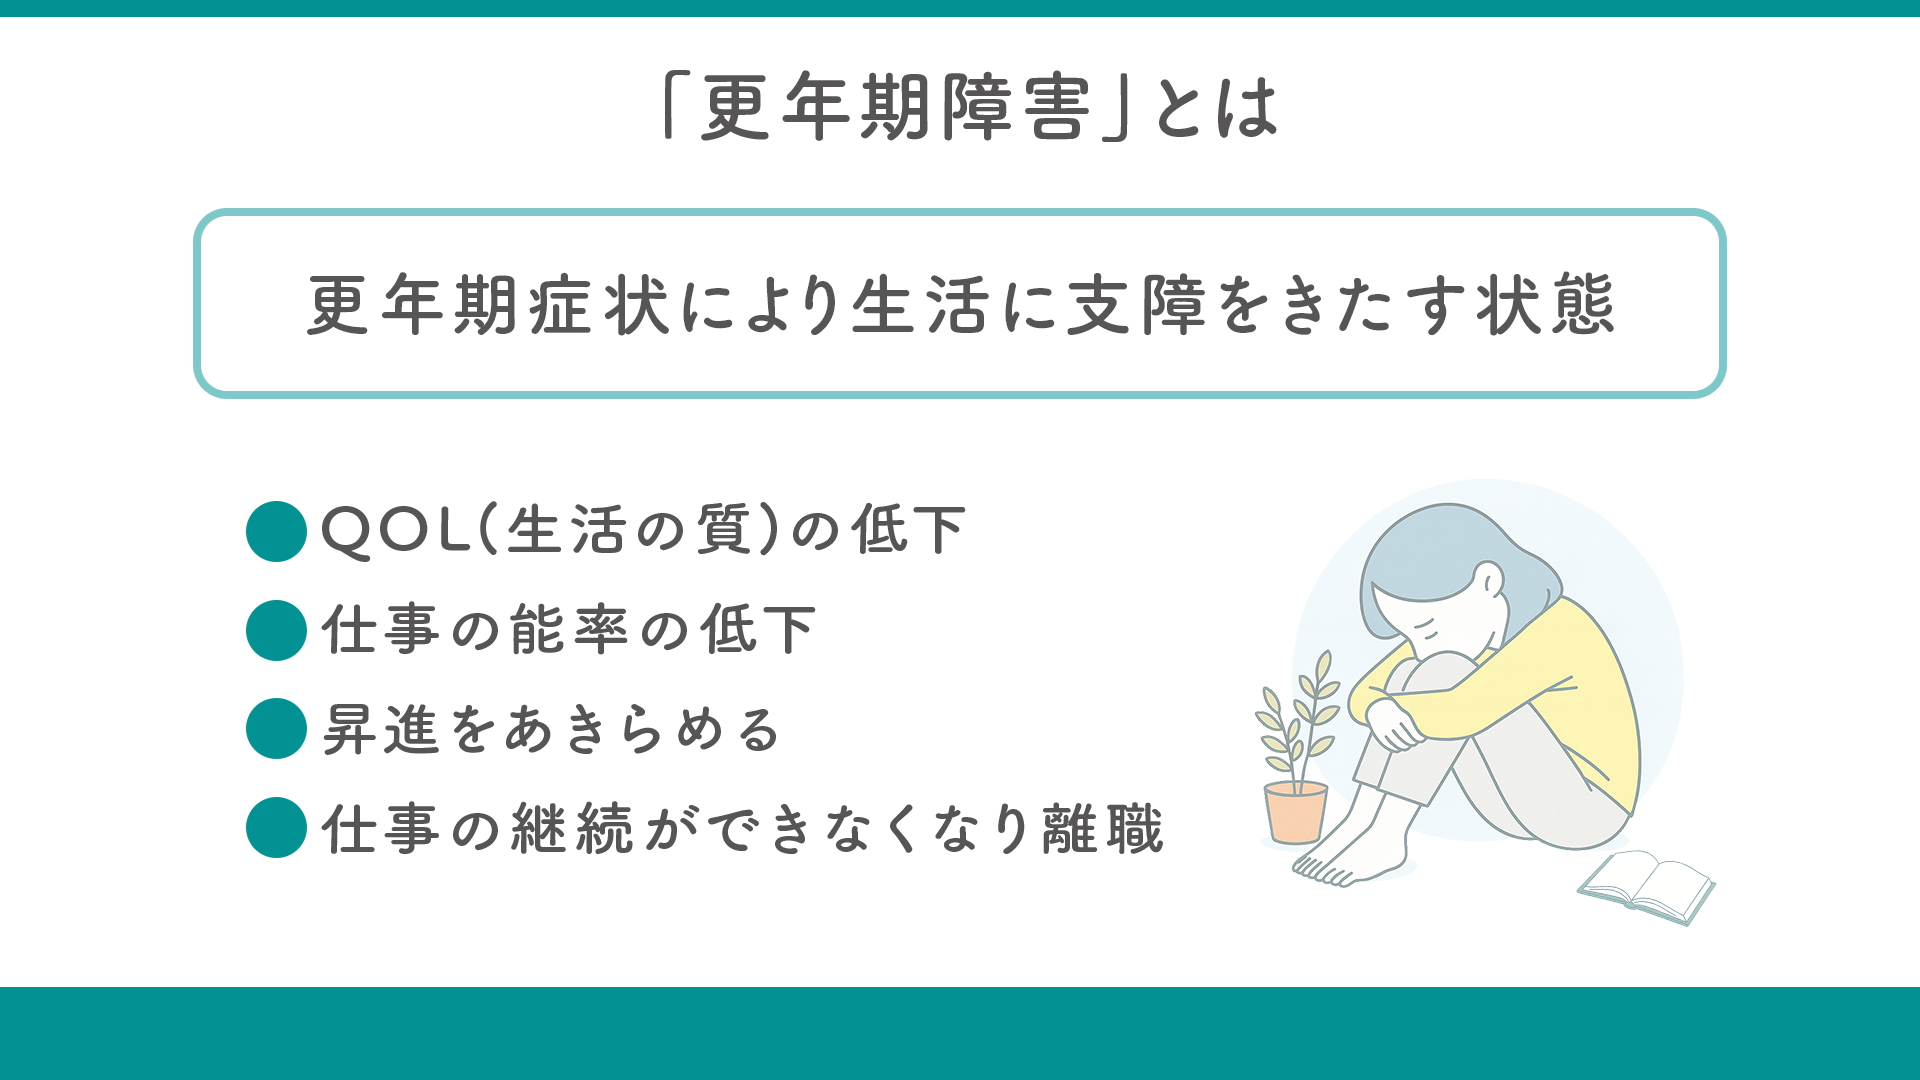 「更年期障害」とは
更年期症状により生活に支障をきたす状態
●QOL(生活の質)の低下
●仕事の能率の低下
●昇進をあきらめる
●仕事の継続ができなくなり離職